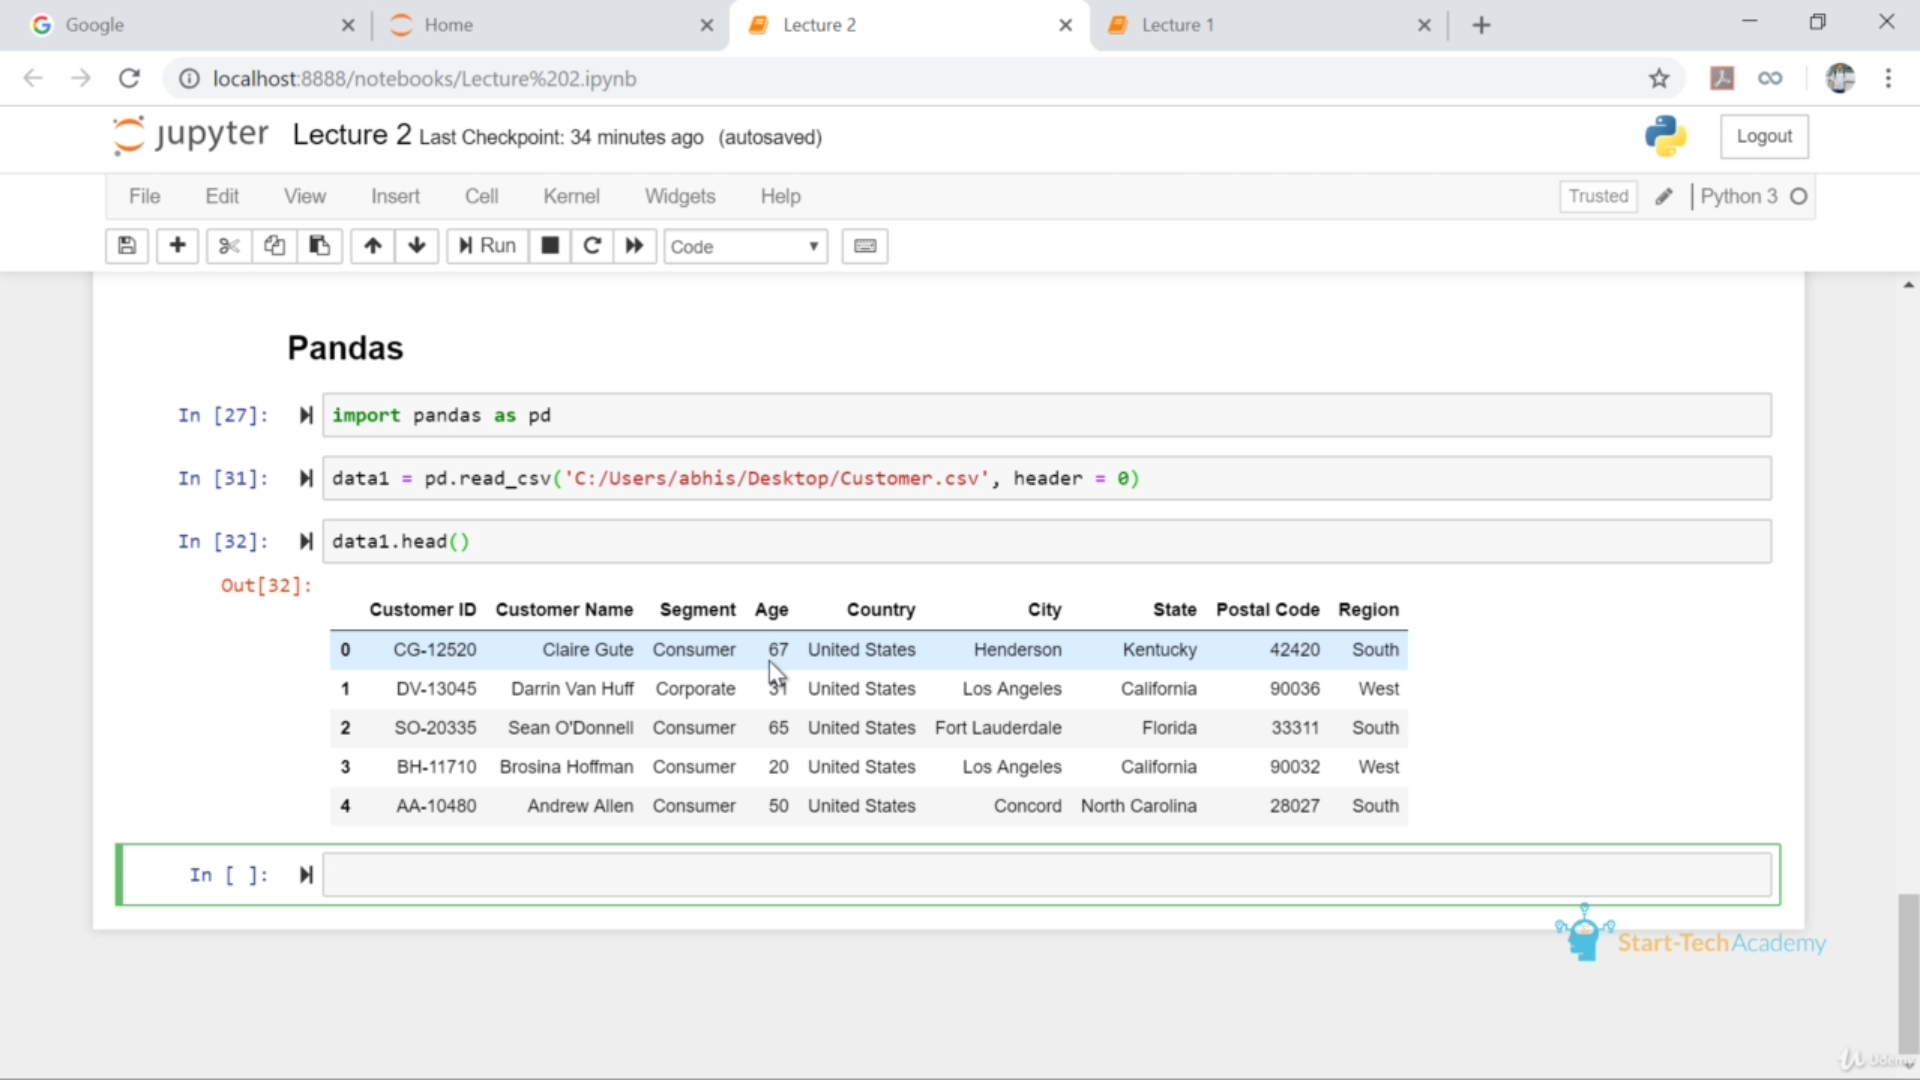 Google
Home
Lecture 2
Lecture 1
localhost:8888/notebooks/Lecture%202.ipynb
jupyter Lecture 2 Last Checkpoint: 34 minutes ago (autosaved)
Logout
File Edit View Insert Cell Kernel Widgets Help
Trusted Python 3
Run
Code
Pandas
In [27]: import pandas as pd
In [31]: data1 = pd.read_csv('C:/Users/abhis/Desktop/Customer.csv', header = 0)
In [32]: data1.head()
Out[32]:
Customer ID Customer Name Segment Age Country City State Postal Code Region
0 CG-12520 Claire Gute Consumer 67 United States Henderson Kentucky 42420 South
1 DV-13045 Darrin Van Huff Corporate 31 United States Los Angeles California 90036 West
2 SO-20335 Sean O'Donnell Consumer 65 United States Fort Lauderdale Florida 33311 South
3 BH-11710 Brosina Hoffman Consumer 20 United States Los Angeles California 90032 West
4 AA-10480 Andrew Allen Consumer 50 United States Concord North Carolina 28027 South
In [ ]:
Start-TechAcademy
Udemy